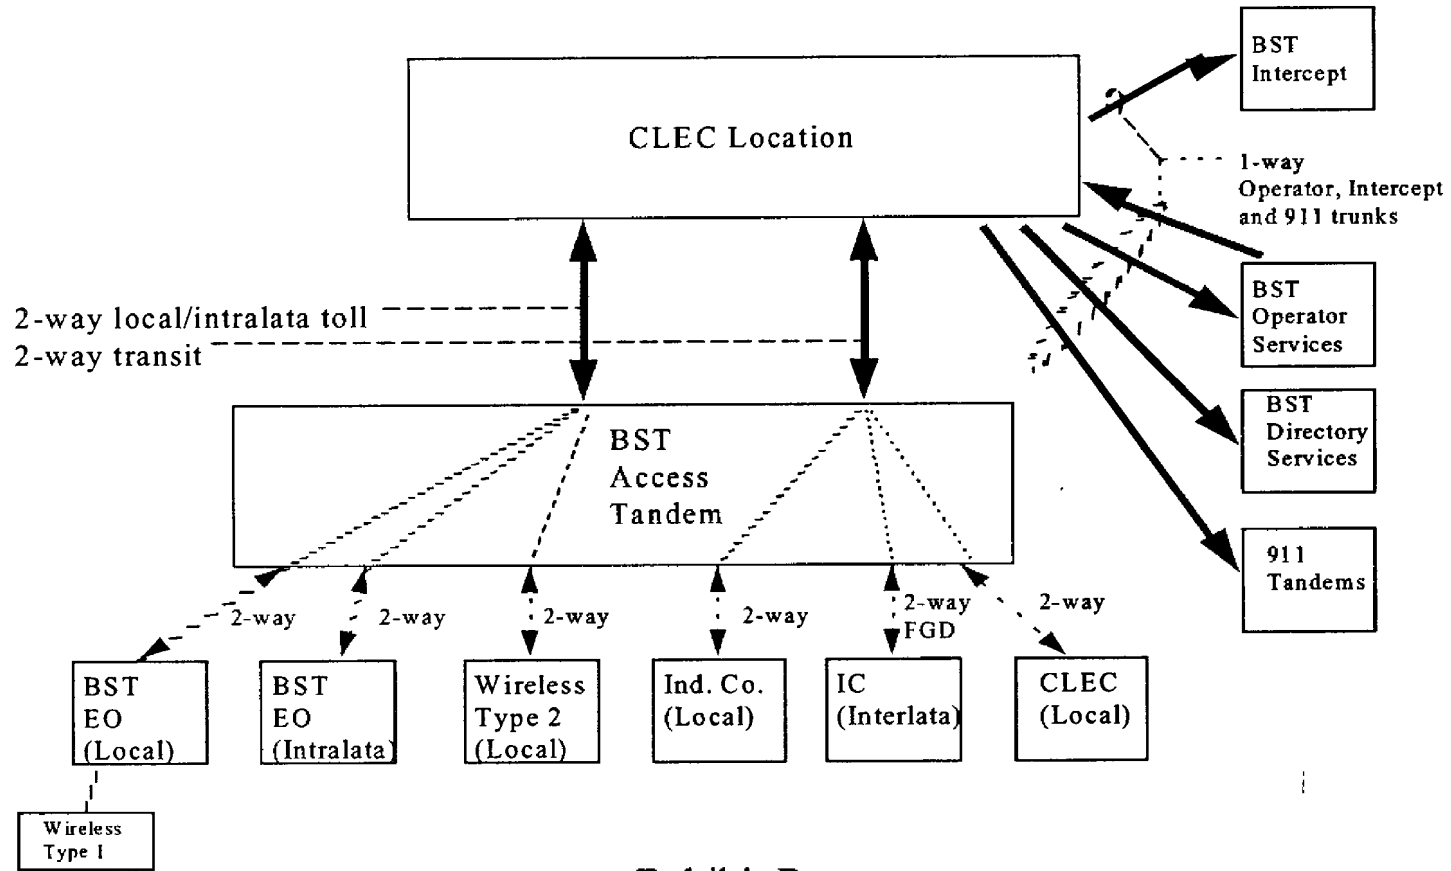 BST
Intercept
CLEC Location
1-way
Operator, Intercept
and 911 trunks
BST
Operator
Services
2-way local/intralata toll
2-way transit
BST
Directory
Services
BST
Access
Tandem
911
Tandems
2-way
2-way
2-way
2-way
2-way
FGD
2-way
BST
EO
(Local)
BST
EO
(Intralata)
Wireless
Type 2
(Local)
Ind. Co.
(Local)
IC
(Interlata)
CLEC
(Local)
Wireless
Type 1